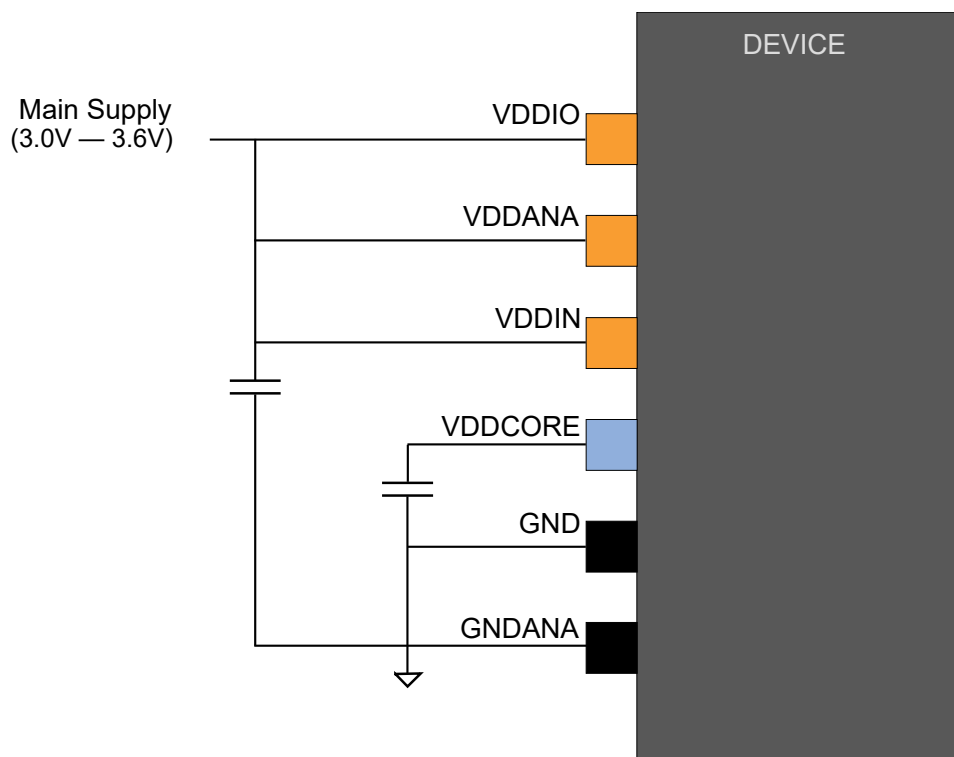 DEVICE
Main Supply
(3.0V — 3.6V)
VDDIO
VDDANA
VDDIN
VDDCORE
GND
GNDANA